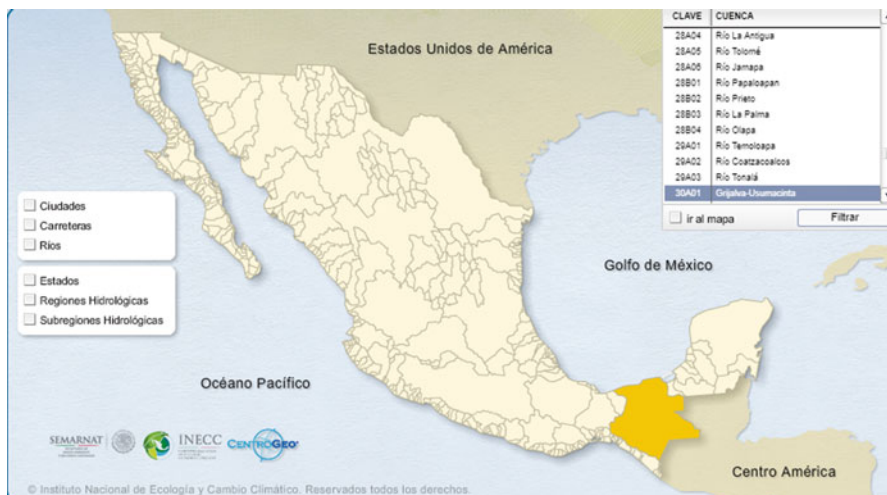 Estados Unidos de América
CLAVE CUENCA
28A04 Río La Antigua
28A05 Río Tolomé
28A06 Río Jamapa
28B01 Río Papaloapan
28B02 Río Prieto
28B03 Río La Palma
28B04 Río Olapa
29A01 Río Temoloapa
29A02 Río Coatzacoalcos
29A03 Río Tonalá
30A01 Grijalva-Usumacinta
ir al mapa Filtrar
Ciudades
Carreteras
Ríos
Estados
Regiones Hidrológicas
Subregiones Hidrológicas
Golfo de México
Océano Pacífico
SEMARNAT INECC CENTROGEO
Centro América
© Instituto Nacional de Ecología y Cambio Climático. Reservados todos los derechos.